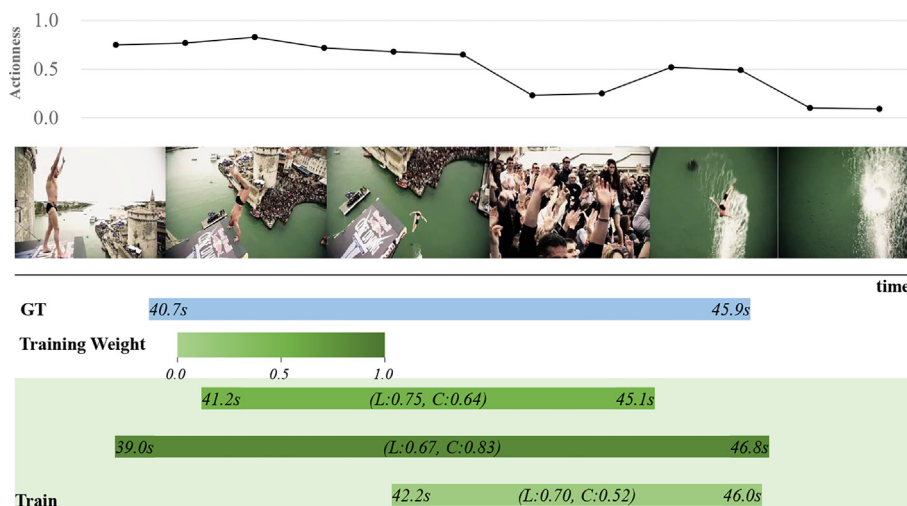 1.0
Actionness
0.5
0.0
time
GT 40.7s 45.9s
Training Weight
0.0 0.5 1.0
41.2s (L:0.75, C:0.64) 45.1s
39.0s (L:0.67, C:0.83) 46.8s
42.2s (L:0.70, C:0.52) 46.0s
Train